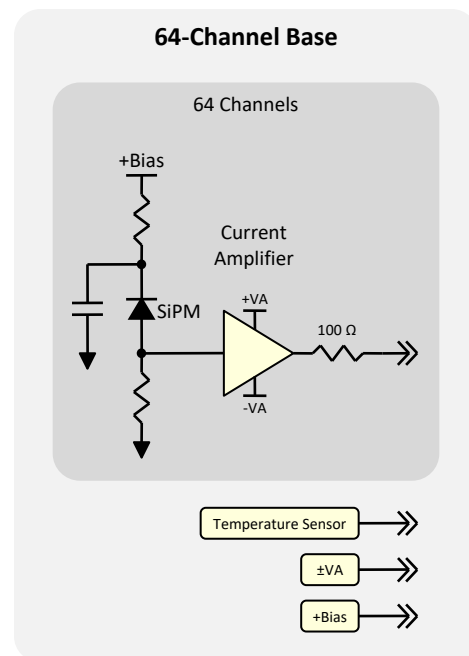 64-Channel Base
64 Channels
+Bias
Current
Amplifier
+VA
SiPM
100 Ω
-VA
Temperature Sensor
±VA
+Bias